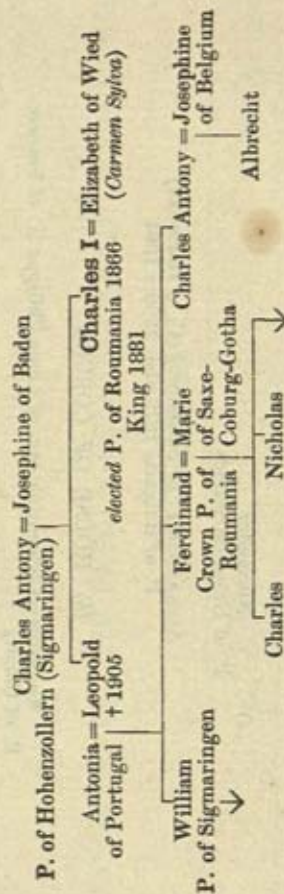 Charles Antony = Josephine of Baden
P. of Hohenzollern (Sigmaringen)
Antonia = Leopold
of Portugal † 1905
Charles I = Elizabeth of Wied
elected P. of Roumania 1866 (Carmen Sylva)
King 1881
William
P. of Sigmaringen
Ferdinand = Marie
Crown P. of of Saxe-
Roumania Coburg-Gotha
Charles Antony = Josephine
of Belgium
Charles
Nicholas
Albrecht